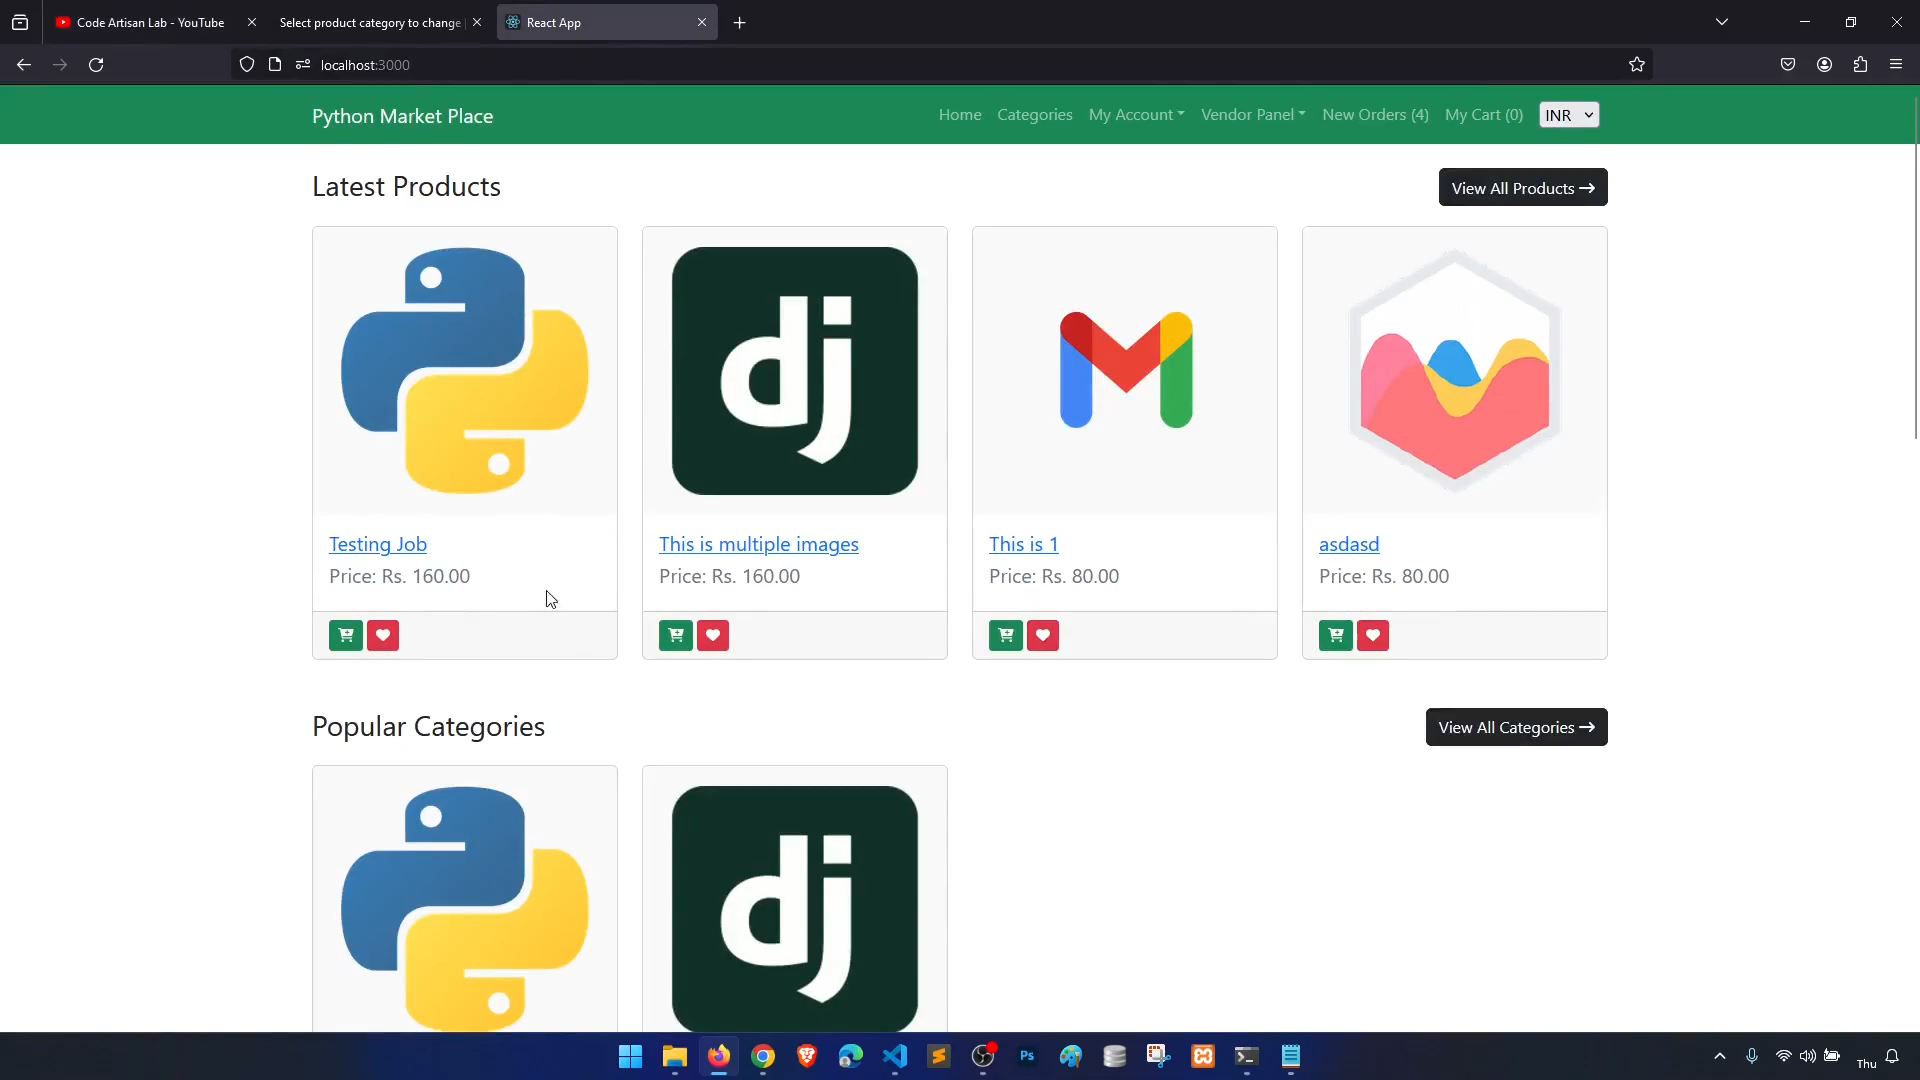 Code Artisan Lab - YouTube
Select product category to change
React App
localhost:3000
Python Market Place
Home
Categories
My Account
Vendor Panel
New Orders (4)
My Cart (0)
INR
Latest Products
View All Products →
dj
Testing Job
This is multiple images
This is 1
asdasd
Price: Rs. 160.00
Price: Rs. 160.00
Price: Rs. 80.00
Price: Rs. 80.00
Popular Categories
View All Categories →
dj
Ps
Thu